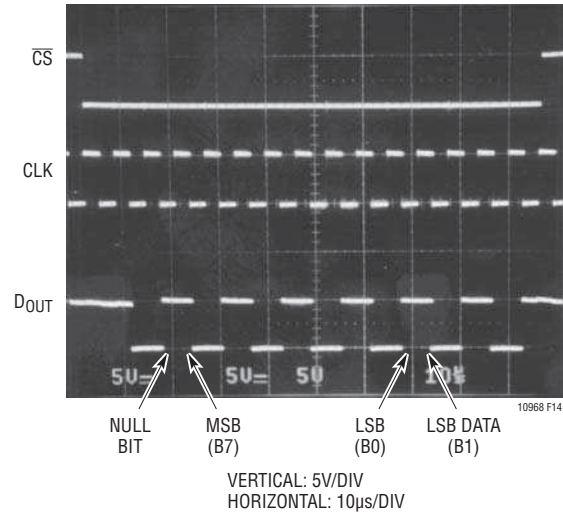 CS
CLK
DOUT
5V= 5V= 5V
10968 F14
NULL
BIT
MSB
(B7)
LSB
(B0)
LSB DATA
(B1)
VERTICAL: 5V/DIV
HORIZONTAL: 10µs/DIV